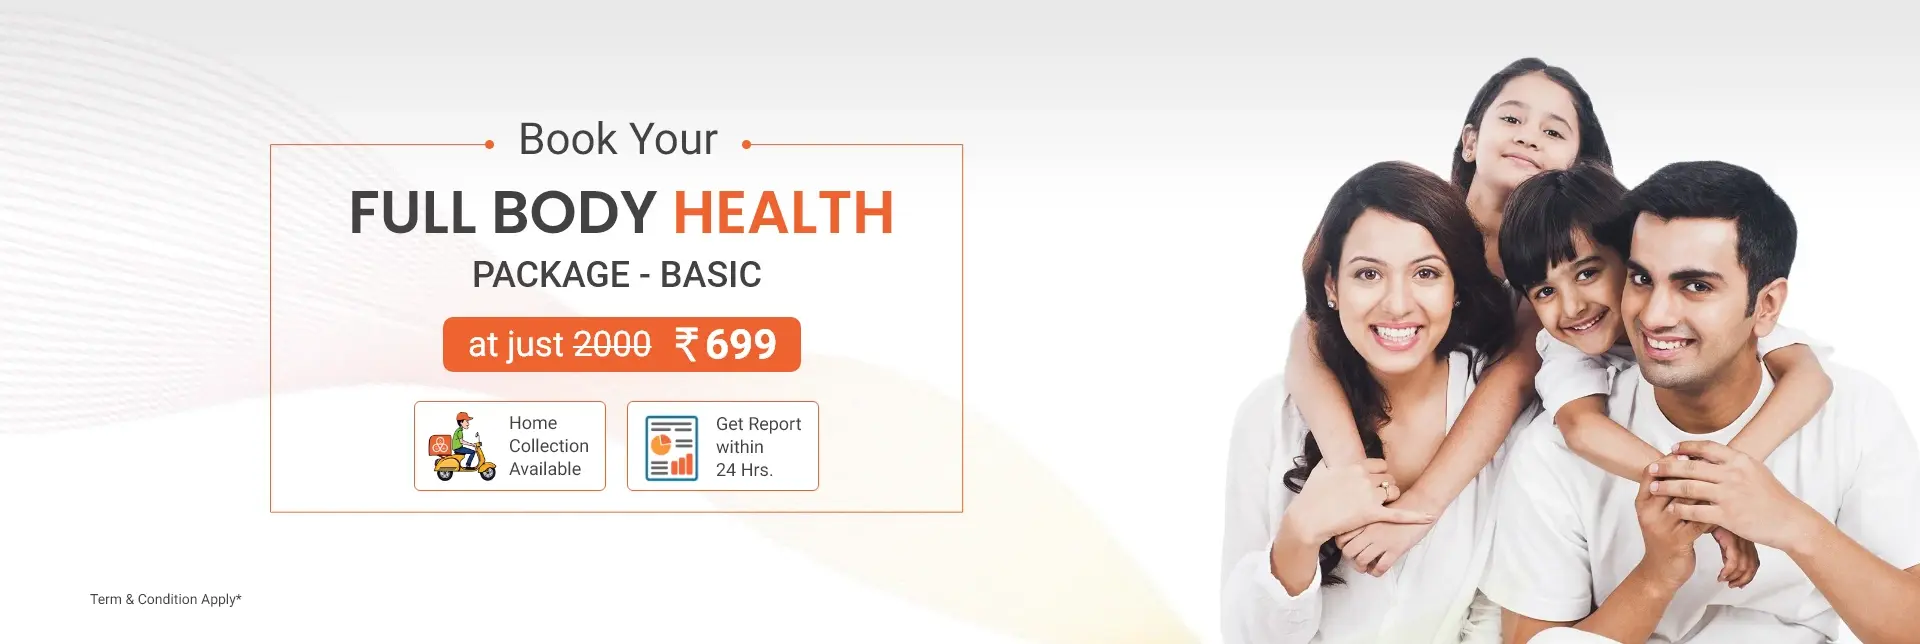 Book Your
FULL BODY HEALTH
PACKAGE - BASIC
at just 2000 ₹699
Home
Collection
Available
Get Report
within
24 Hrs.
Term & Condition Apply*